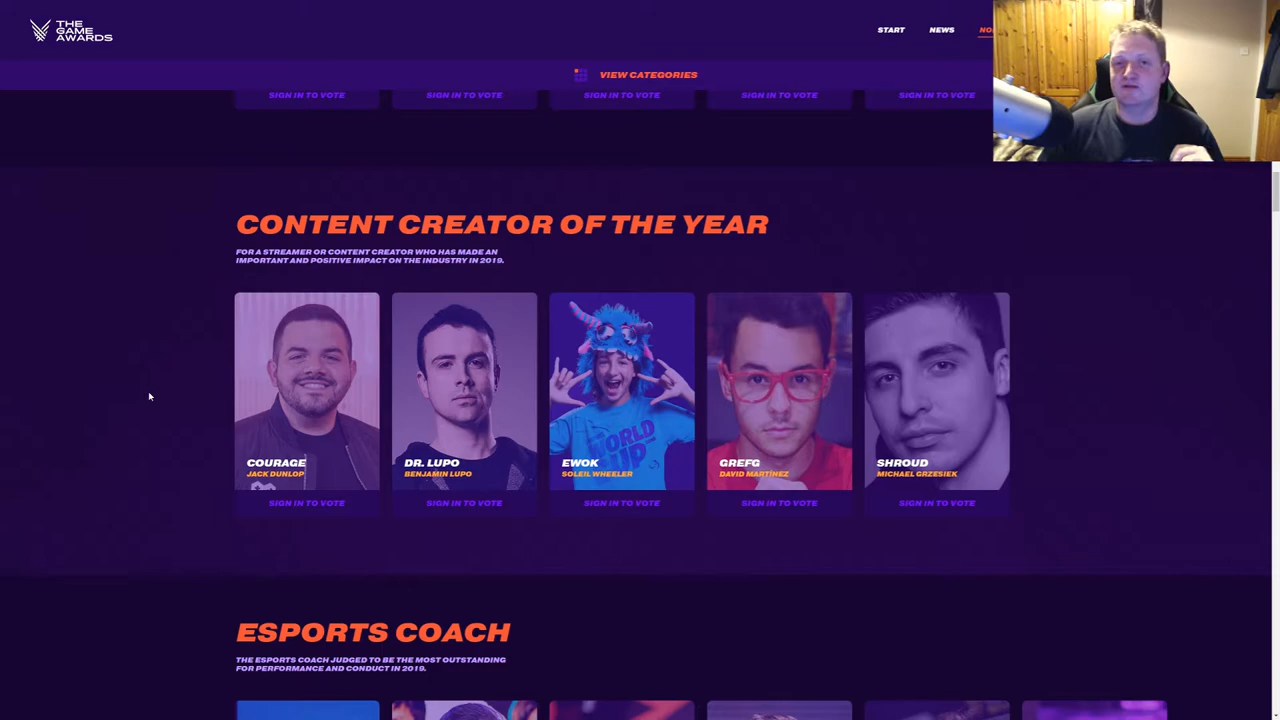 THE
GAME
AWARDS
START
NEWS
VIEW CATEGORIES
SIGN IN TO VOTE
SIGN IN TO VOTE
SIGN IN TO VOTE
SIGN IN TO VOTE
SIGN IN TO VOTE
CONTENT CREATOR OF THE YEAR
FOR A STREAMER OR CONTENT CREATOR WHO HAS MADE AN
IMPORTANT AND POSITIVE IMPACT ON THE INDUSTRY IN 2019.
WORLD
CUP
COURAGE
JACK DUNLOP
DR. LUPO
BENJAMIN LUPO
EWOK
SOLEIL WHEELER
GREFG
DAVID MARTÍNEZ
SHROUD
MICHAEL GRZESIEK
SIGN IN TO VOTE
SIGN IN TO VOTE
SIGN IN TO VOTE
SIGN IN TO VOTE
SIGN IN TO VOTE
ESPORTS COACH
THE ESPORTS COACH JUDGED TO BE THE MOST OUTSTANDING
FOR PERFORMANCE AND CONDUCT IN 2019.